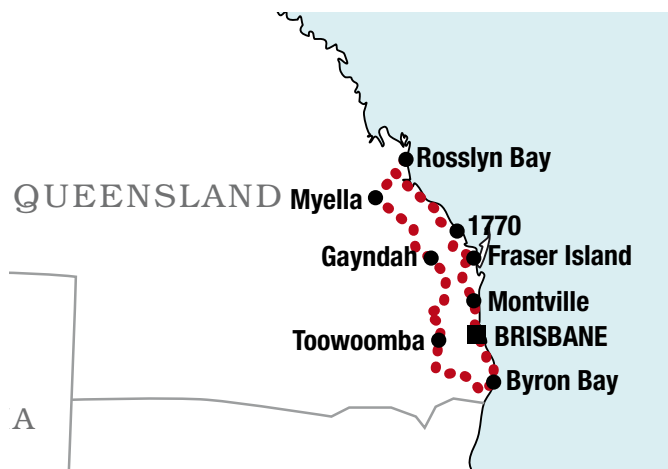 Rosslyn Bay
QUEENSLAND
Myella
1770
Gayndah
Fraser Island
Montville
Toowoomba
BRISBANE
Byron Bay
A